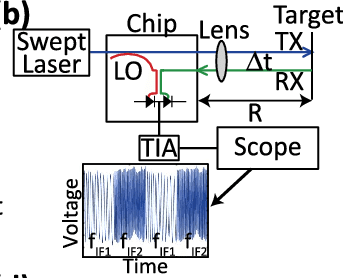 (b)
Chip
Lens
Target
Swept
Laser
TX
LO
Δt
RX
R
TIA
Scope
Voltage
fIF1 fIF2 fIF1 fIF2
Time